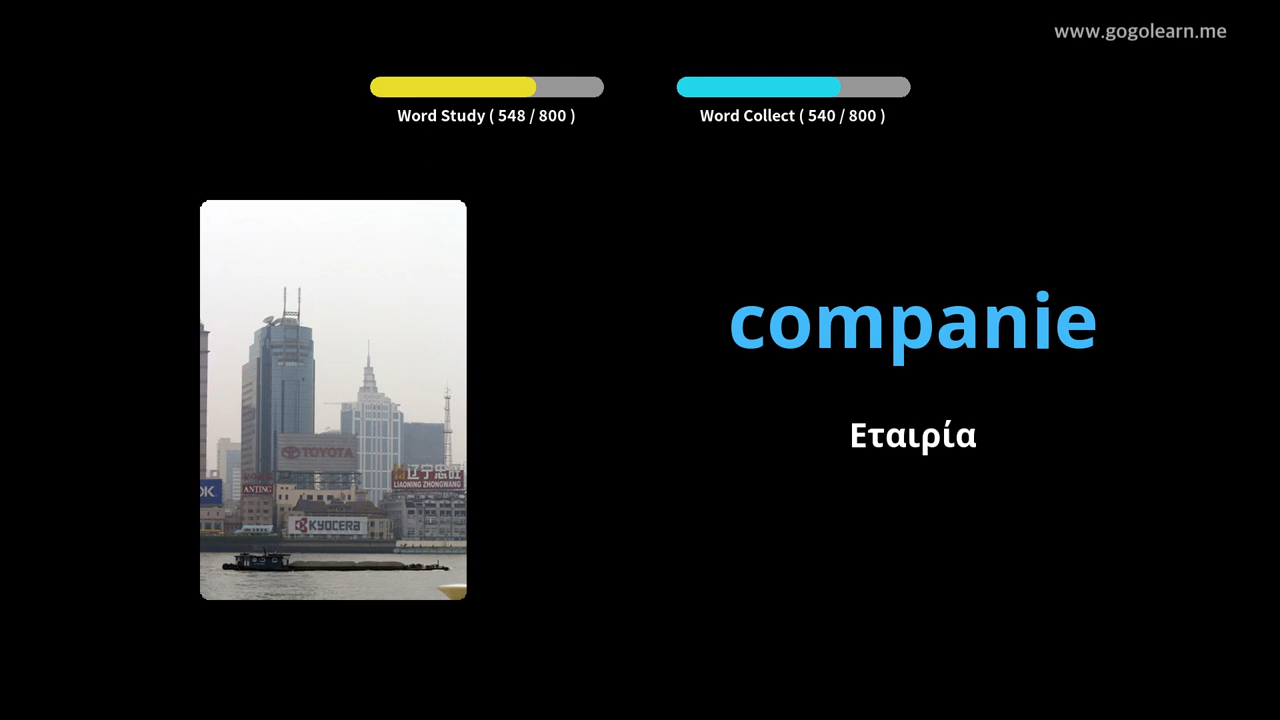 www.gogolearn.me
Word Study ( 548 / 800 )
Word Collect ( 540 / 800 )
companie
Εταιρία
TOYOTA
辽宁忠旺
LIAONING ZHONGWANG
OK
ANTING
KYOCERA